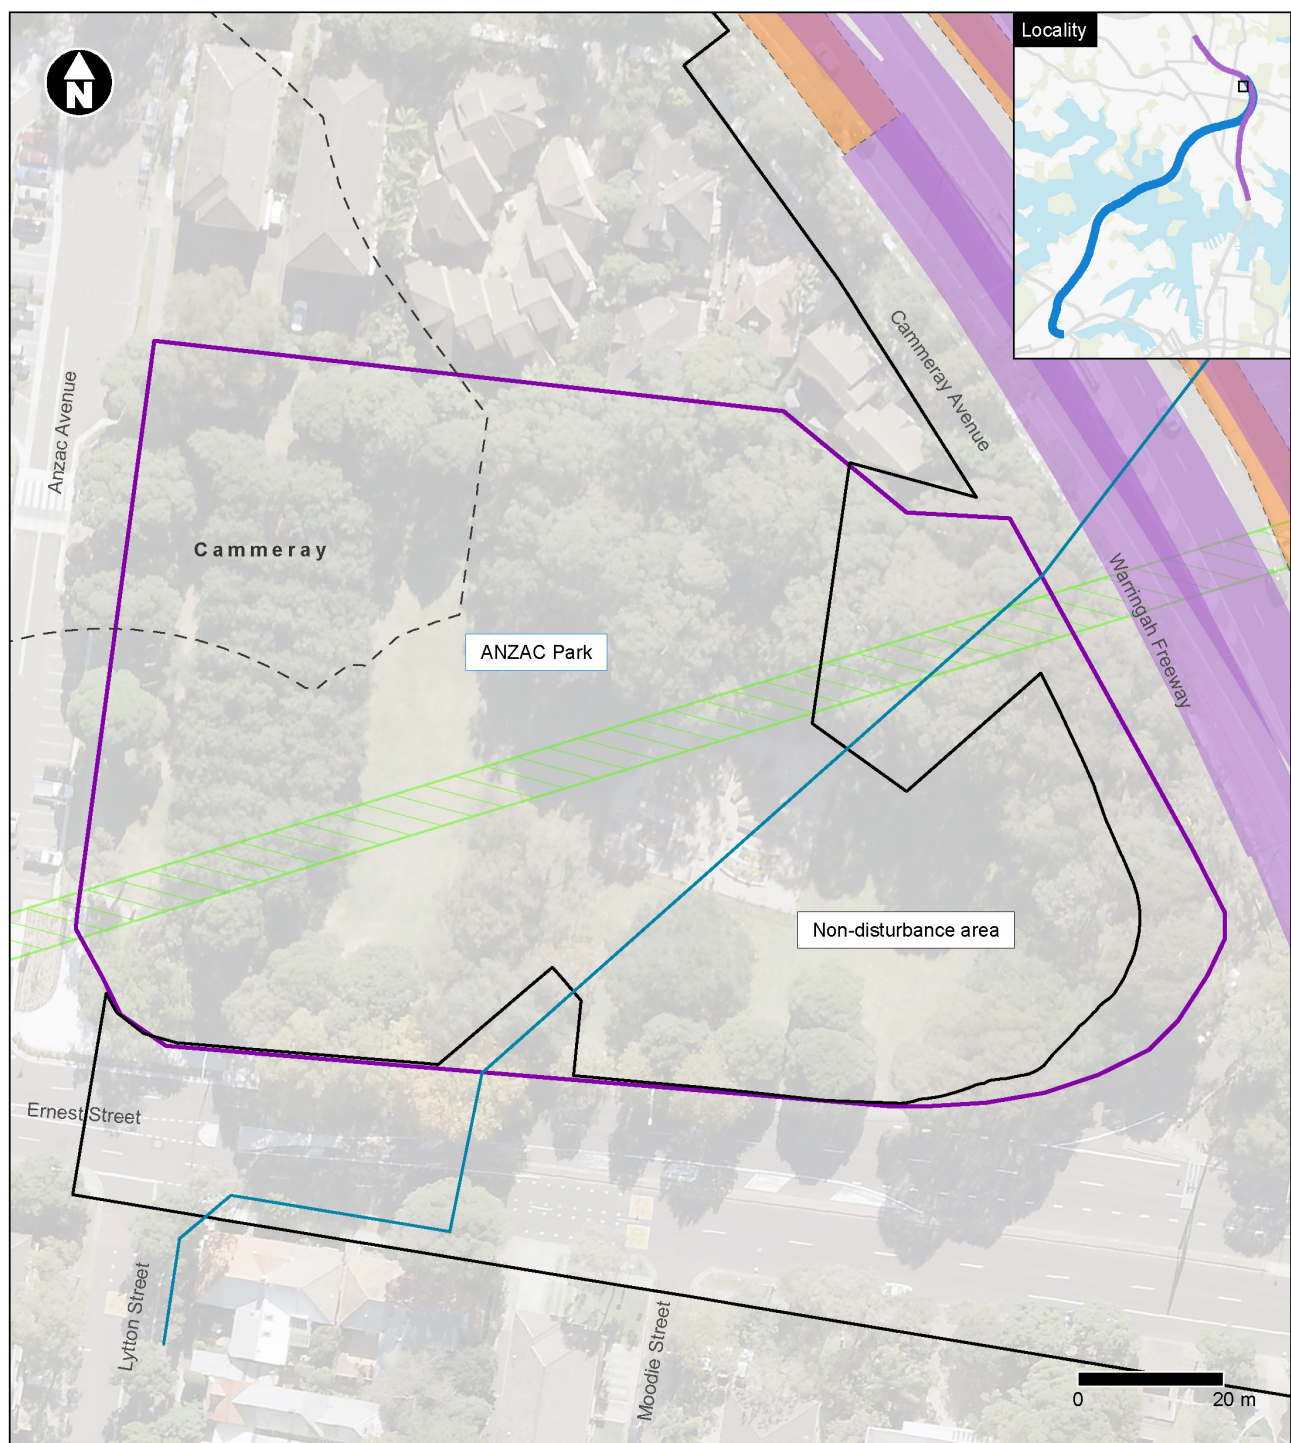 Locality
N
Cammeray Avenue
Anzac Avenue
Cammeray
ANZAC Park
Warringah Freeway
Non-disturbance area
Ernest Street
Lytton Street
Moodie Street
0 20 m